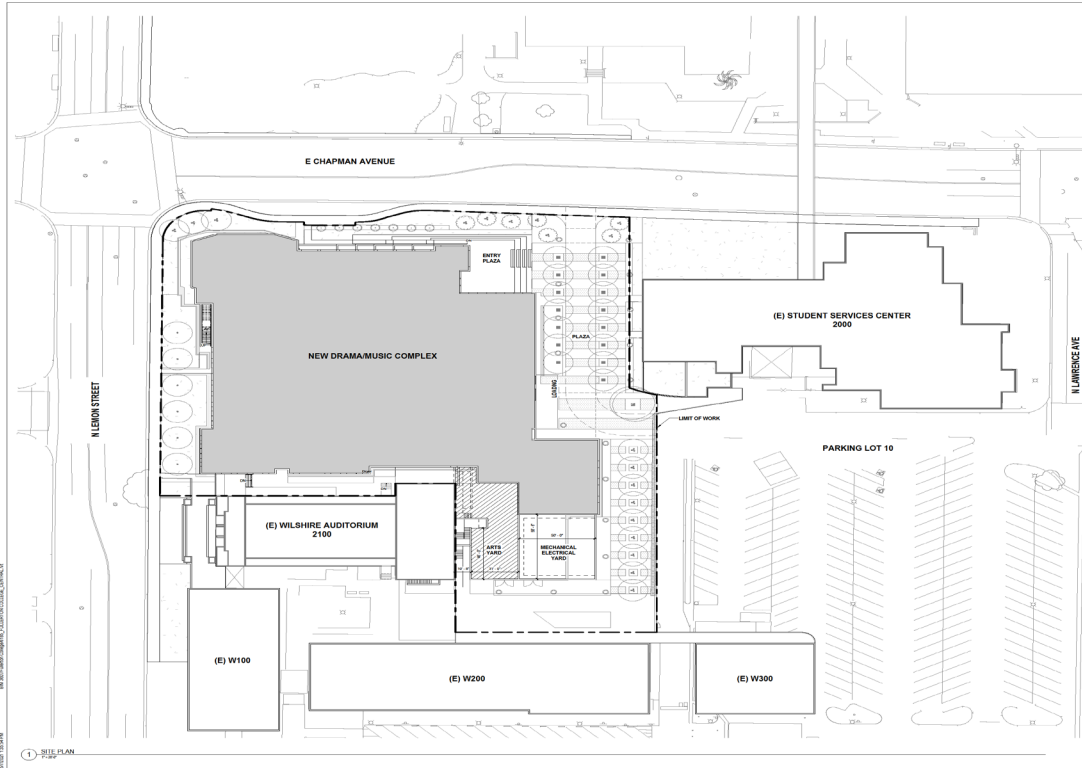 E CHAPMAN AVENUE
ENTRY
PLAZA
(E) STUDENT SERVICES CENTER
2000
PLAZA
NEW DRAMA/MUSIC COMPLEX
N LEMON STREET
N LAWRENCE AVE
LOADING
LIMIT OF WORK
PARKING LOT 10
(E) WILSHIRE AUDITORIUM
2100
ARTS
YARD
MECHANICAL
ELECTRICAL
YARD
(E) W100
(E) W200
(E) W300
1
SITE PLAN